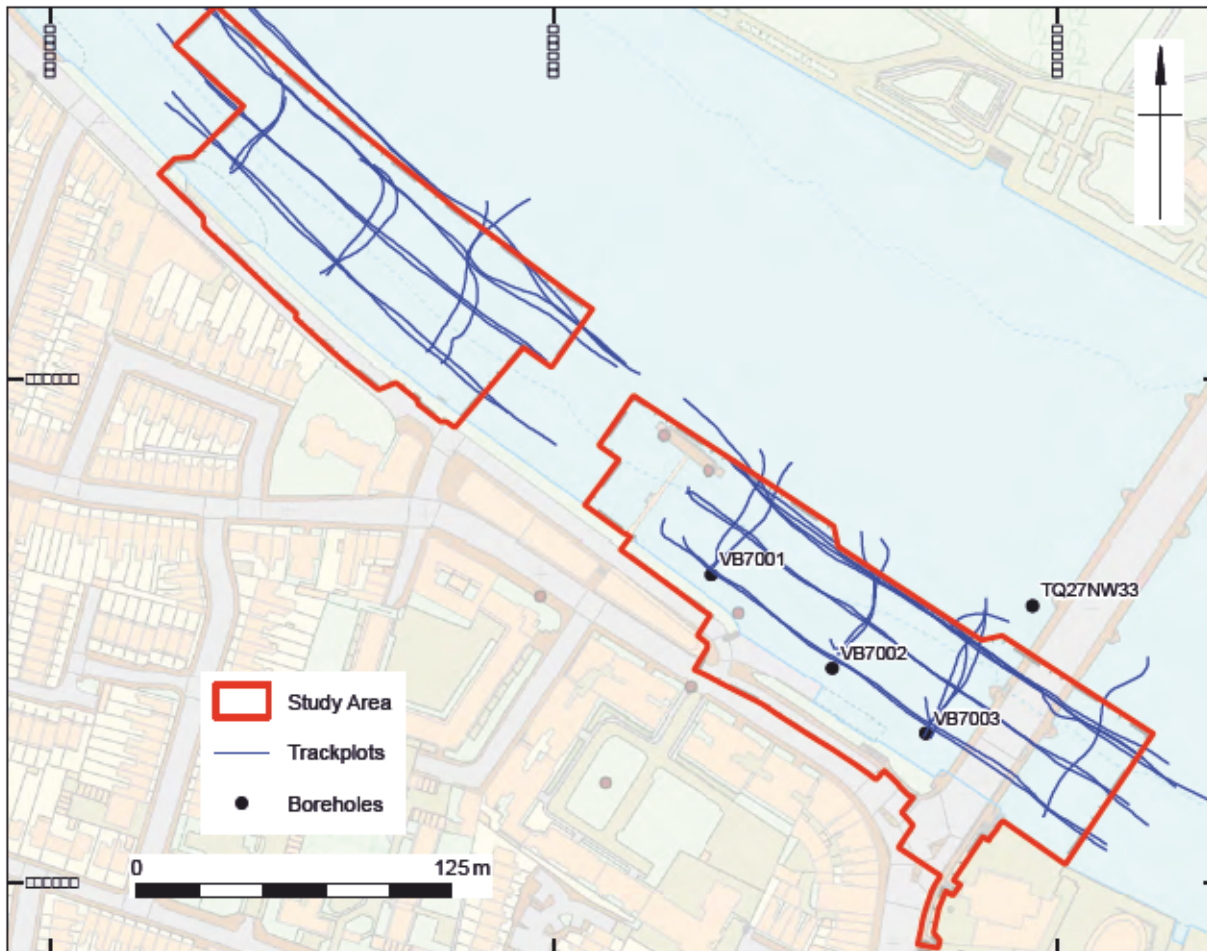 VB7001
TQ27NW33
VB7002
VB7003
Study Area
Trackplots
Boreholes
0 125 m